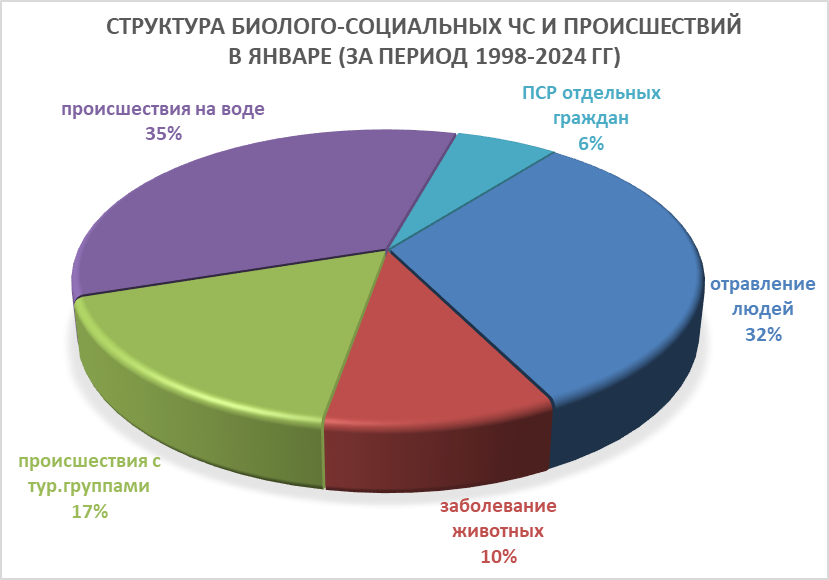 СТРУКТУРА БИОЛОГО-СОЦИАЛЬНЫХ ЧС И ПРОИСШЕСТВИЙ
В ЯНВАРЕ (ЗА ПЕРИОД 1998-2024 ГГ)
ПСР отдельных
граждан
6%
происшествия на воде
35%
отравление
людей
32%
происшествия с
тур.группами
17%
заболевание
животных
10%